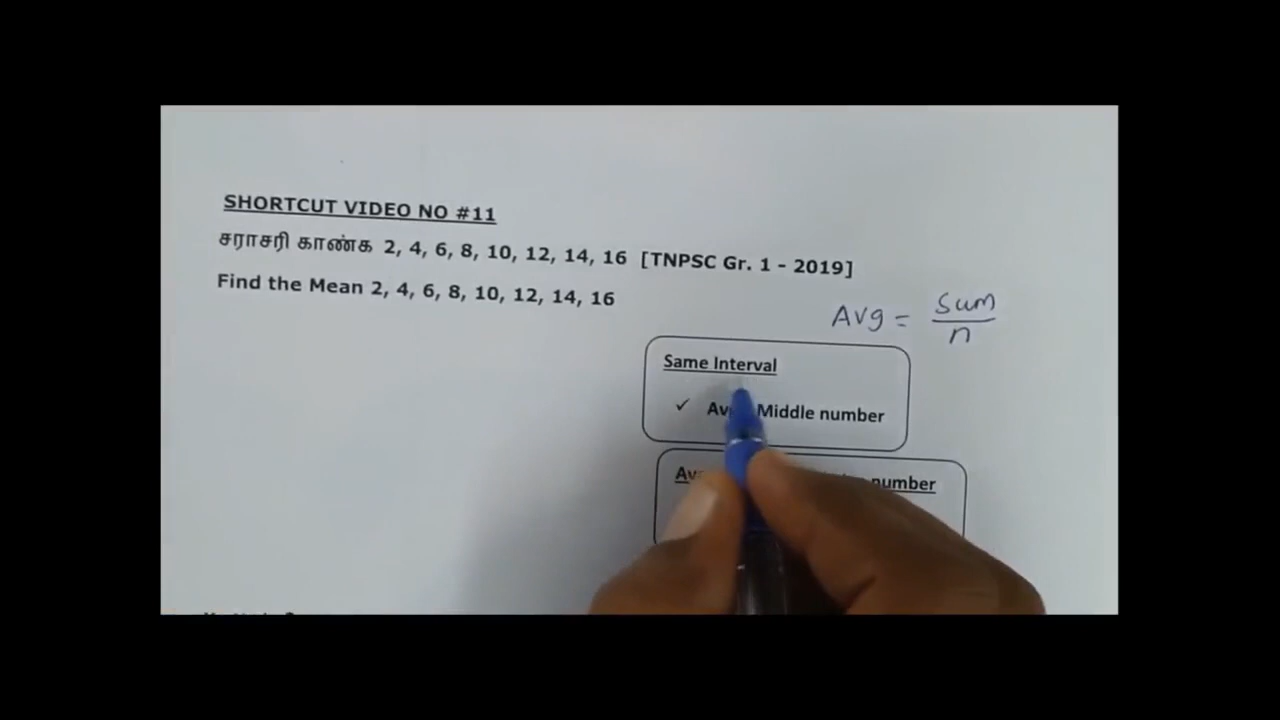 SHORTCUT VIDEO NO #11
சராசரி காண்க 2, 4, 6, 8, 10, 12, 14, 16 [TNPSC Gr. 1 - 2019]
Find the Mean 2, 4, 6, 8, 10, 12, 14, 16
Avg = sum
n
Same Interval
✓ Middle number
number